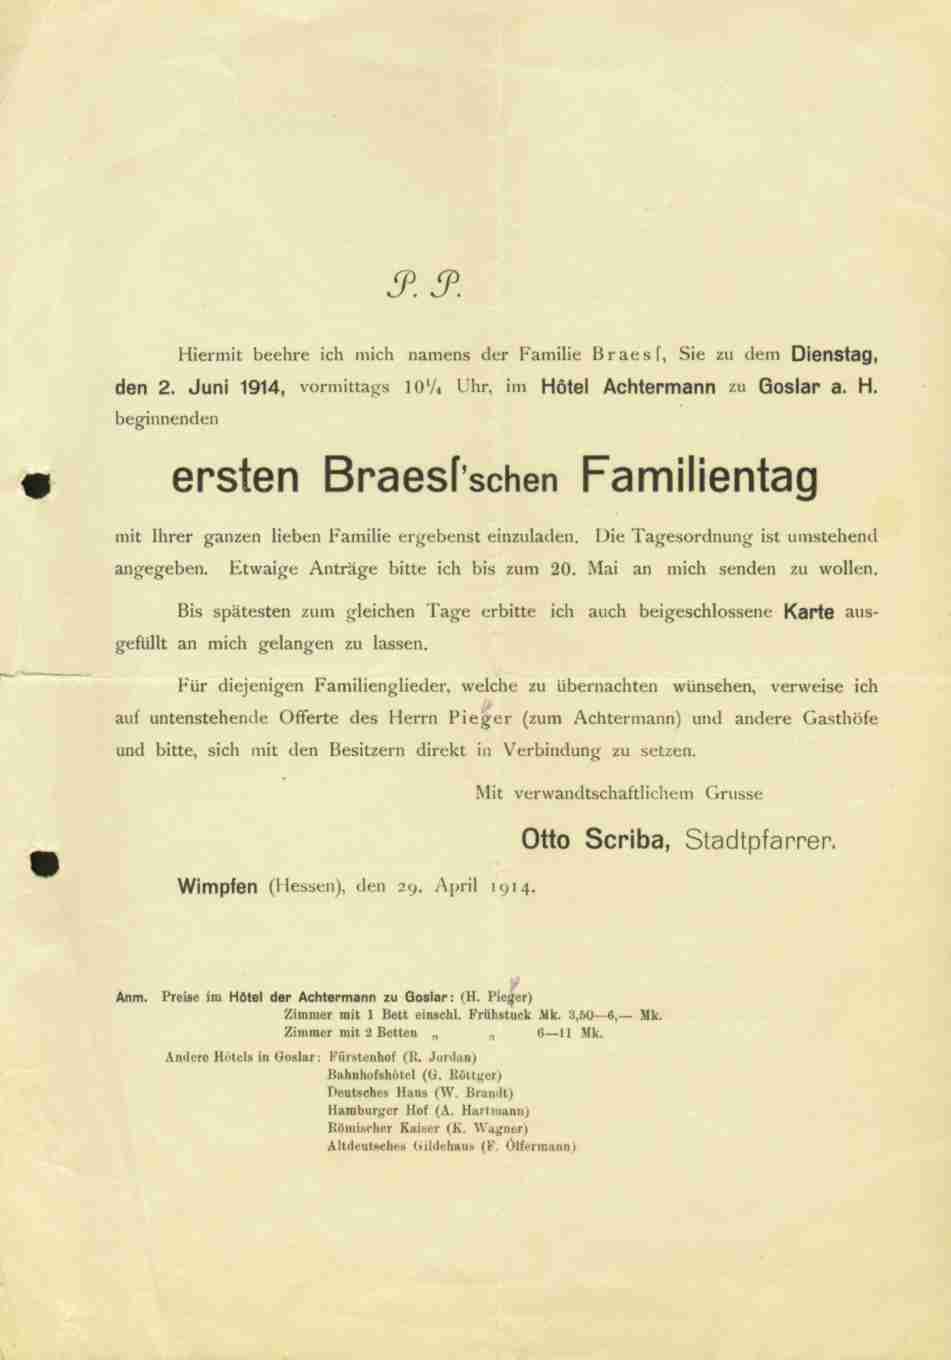 P. P.
Hiermit beehre ich mich namens der Familie Braesſ, Sie zu dem Dienstag,
den 2. Juni 1914, vormittags 10¼ Uhr, im Hôtel Achtermann zu Goslar a. H.
beginnenden
ersten Braesſ'schen Familientag
mit Ihrer ganzen lieben Familie ergebenst einzuladen. Die Tagesordnung ist umstehend
angegeben. Etwaige Anträge bitte ich bis zum 20. Mai an mich senden zu wollen.
Bis spätesten zum gleichen Tage erbitte ich auch beigeschlossene Karte aus-
gefüllt an mich gelangen zu lassen.
Für diejenigen Familienglieder, welche zu übernachten wünschen, verweise ich
auf untenstehende Offerte des Herrn Pieger (zum Achtermann) und andere Gasthöfe
und bitte, sich mit den Besitzern direkt in Verbindung zu setzen.
Mit verwandtschaftlichem Grusse
Otto Scriba, Stadtpfarrer.
Wimpfen (Hessen), den 29. April 1914.
Anm. Preise im Hôtel der Achtermann zu Goslar: (H. Pieger)
Zimmer mit 1 Bett einschl. Frühstück Mk. 3,50—6,— Mk.
Zimmer mit 2 Betten „ „ 6—11 Mk.
Andere Hôtels in Goslar: Fürstenhof (R. Jordan)
Bahnhofshôtel (G. Röttger)
Deutsches Haus (W. Brandt)
Hamburger Hof (A. Hartmann)
Römischer Kaiser (K. Wagner)
Altdeutsches Gildehaus (F. Ölfermann)